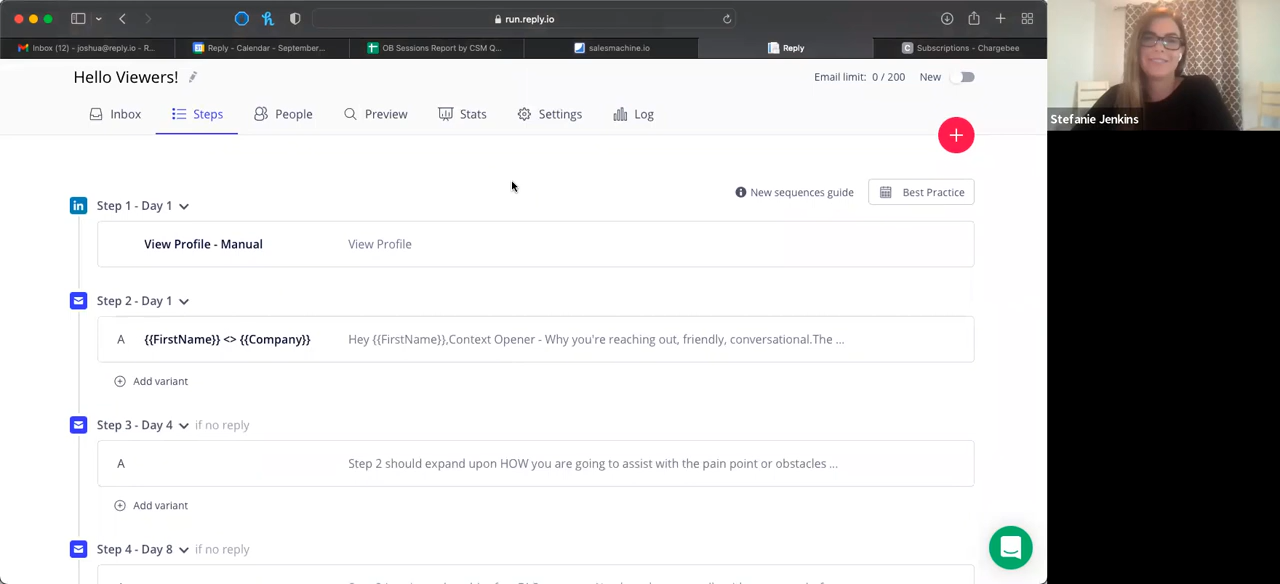 run.reply.io
Inbox (12) - joshua@reply.io - R...
Reply - Calendar - September...
OB Sessions Report by CSM Q...
salesmachine.io
Reply
Subscriptions - Chargebee
Hello Viewers!
Email limit: 0 / 200 New
Inbox Steps People Preview Stats Settings Log
New sequences guide Best Practice
Step 1 - Day 1
View Profile - Manual View Profile
Step 2 - Day 1
A {{FirstName}} <> {{Company}} Hey {{FirstName}},Context Opener - Why you're reaching out, friendly, conversational.The ...
Add variant
Step 3 - Day 4 if no reply
A Step 2 should expand upon HOW you are going to assist with the pain point or obstacles ...
Add variant
Step 4 - Day 8 if no reply
Stefanie Jenkins